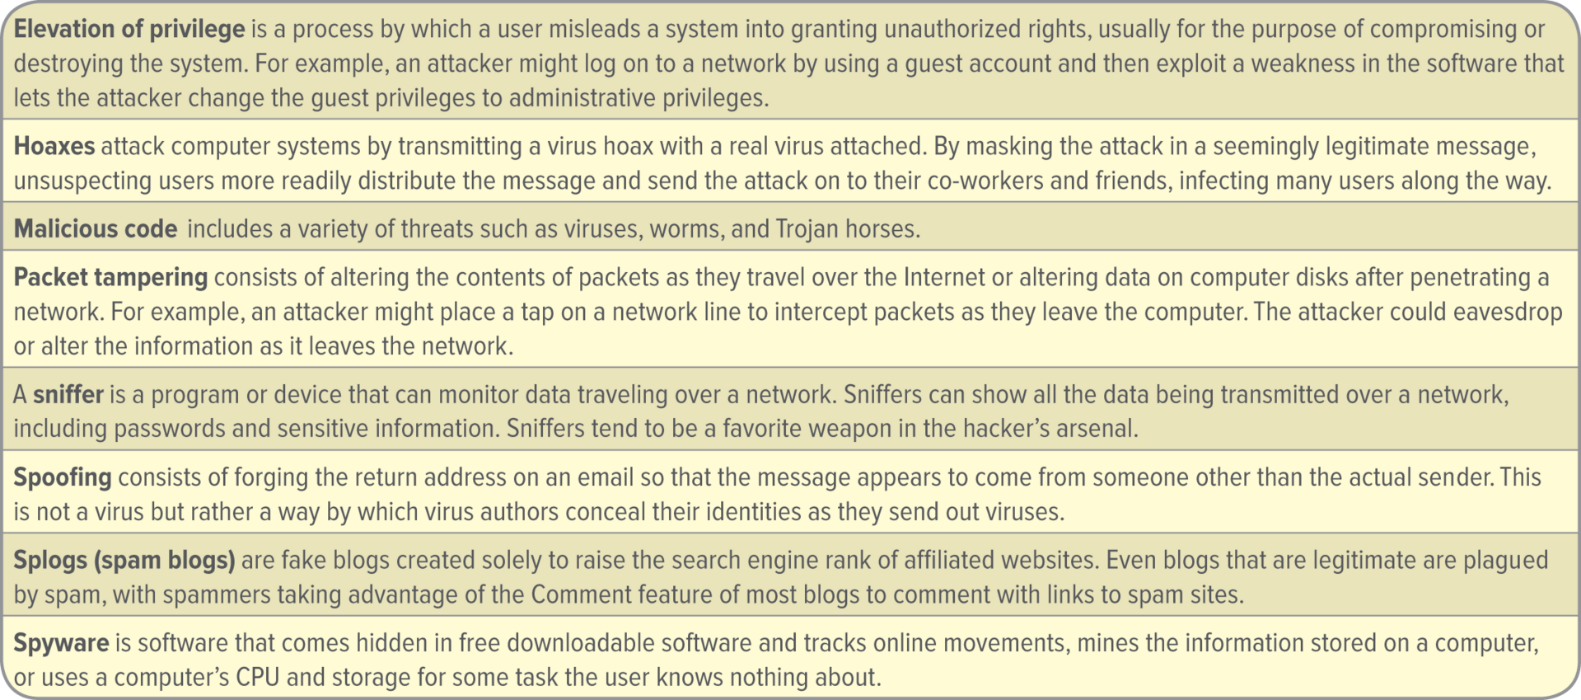 Elevation of privilege is a process by which a user misleads a system into granting unauthorized rights, usually for the purpose of compromising or
destroying the system. For example, an attacker might log on to a network by using a guest account and then exploit a weakness in the software that
lets the attacker change the guest privileges to administrative privileges.
Hoaxes attack computer systems by transmitting a virus hoax with a real virus attached. By masking the attack in a seemingly legitimate message,
unsuspecting users more readily distribute the message and send the attack on to their co-workers and friends, infecting many users along the way.
Malicious code includes a variety of threats such as viruses, worms, and Trojan horses.
Packet tampering consists of altering the contents of packets as they travel over the Internet or altering data on computer disks after penetrating a
network. For example, an attacker might place a tap on a network line to intercept packets as they leave the computer. The attacker could eavesdrop
or alter the information as it leaves the network.
A sniffer is a program or device that can monitor data traveling over a network. Sniffers can show all the data being transmitted over a network,
including passwords and sensitive information. Sniffers tend to be a favorite weapon in the hacker's arsenal.
Spoofing consists of forging the return address on an email so that the message appears to come from someone other than the actual sender. This
is not a virus but rather a way by which virus authors conceal their identities as they send out viruses.
Splogs (spam blogs) are fake blogs created solely to raise the search engine rank of affiliated websites. Even blogs that are legitimate are plagued
by spam, with spammers taking advantage of the Comment feature of most blogs to comment with links to spam sites.
Spyware is software that comes hidden in free downloadable software and tracks online movements, mines the information stored on a computer,
or uses a computer's CPU and storage for some task the user knows nothing about.